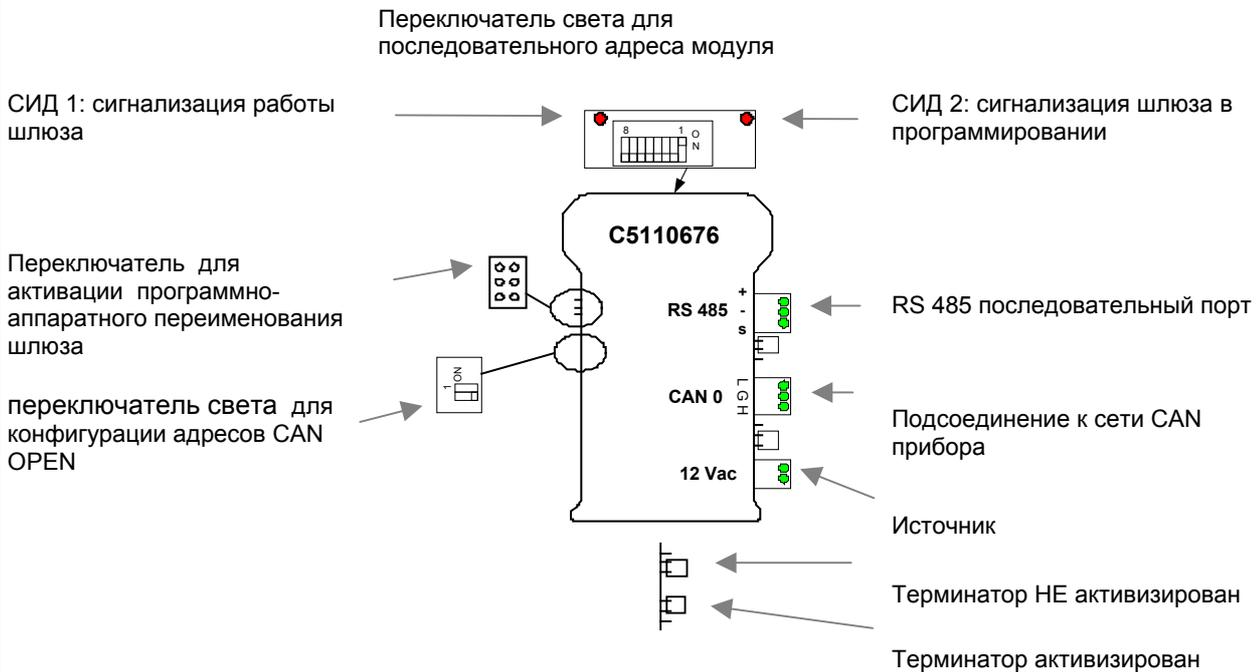 Переключатель света для
последовательного адреса модуля
СИД 1: сигнализация работы
шлюза
СИД 2: сигнализация шлюза в
программировании
8 1 O
N
C5110676
Переключатель для
активации программно-
аппаратного переименования
шлюза
+
RS 485 -
s
RS 485 последовательный порт
1 ON
переключатель света для
конфигурации адресов CAN
OPEN
L
CAN 0 G
H
Подсоединение к сети CAN
прибора
12 Vac
Источник
Терминатор НЕ активизирован
Терминатор активизирован